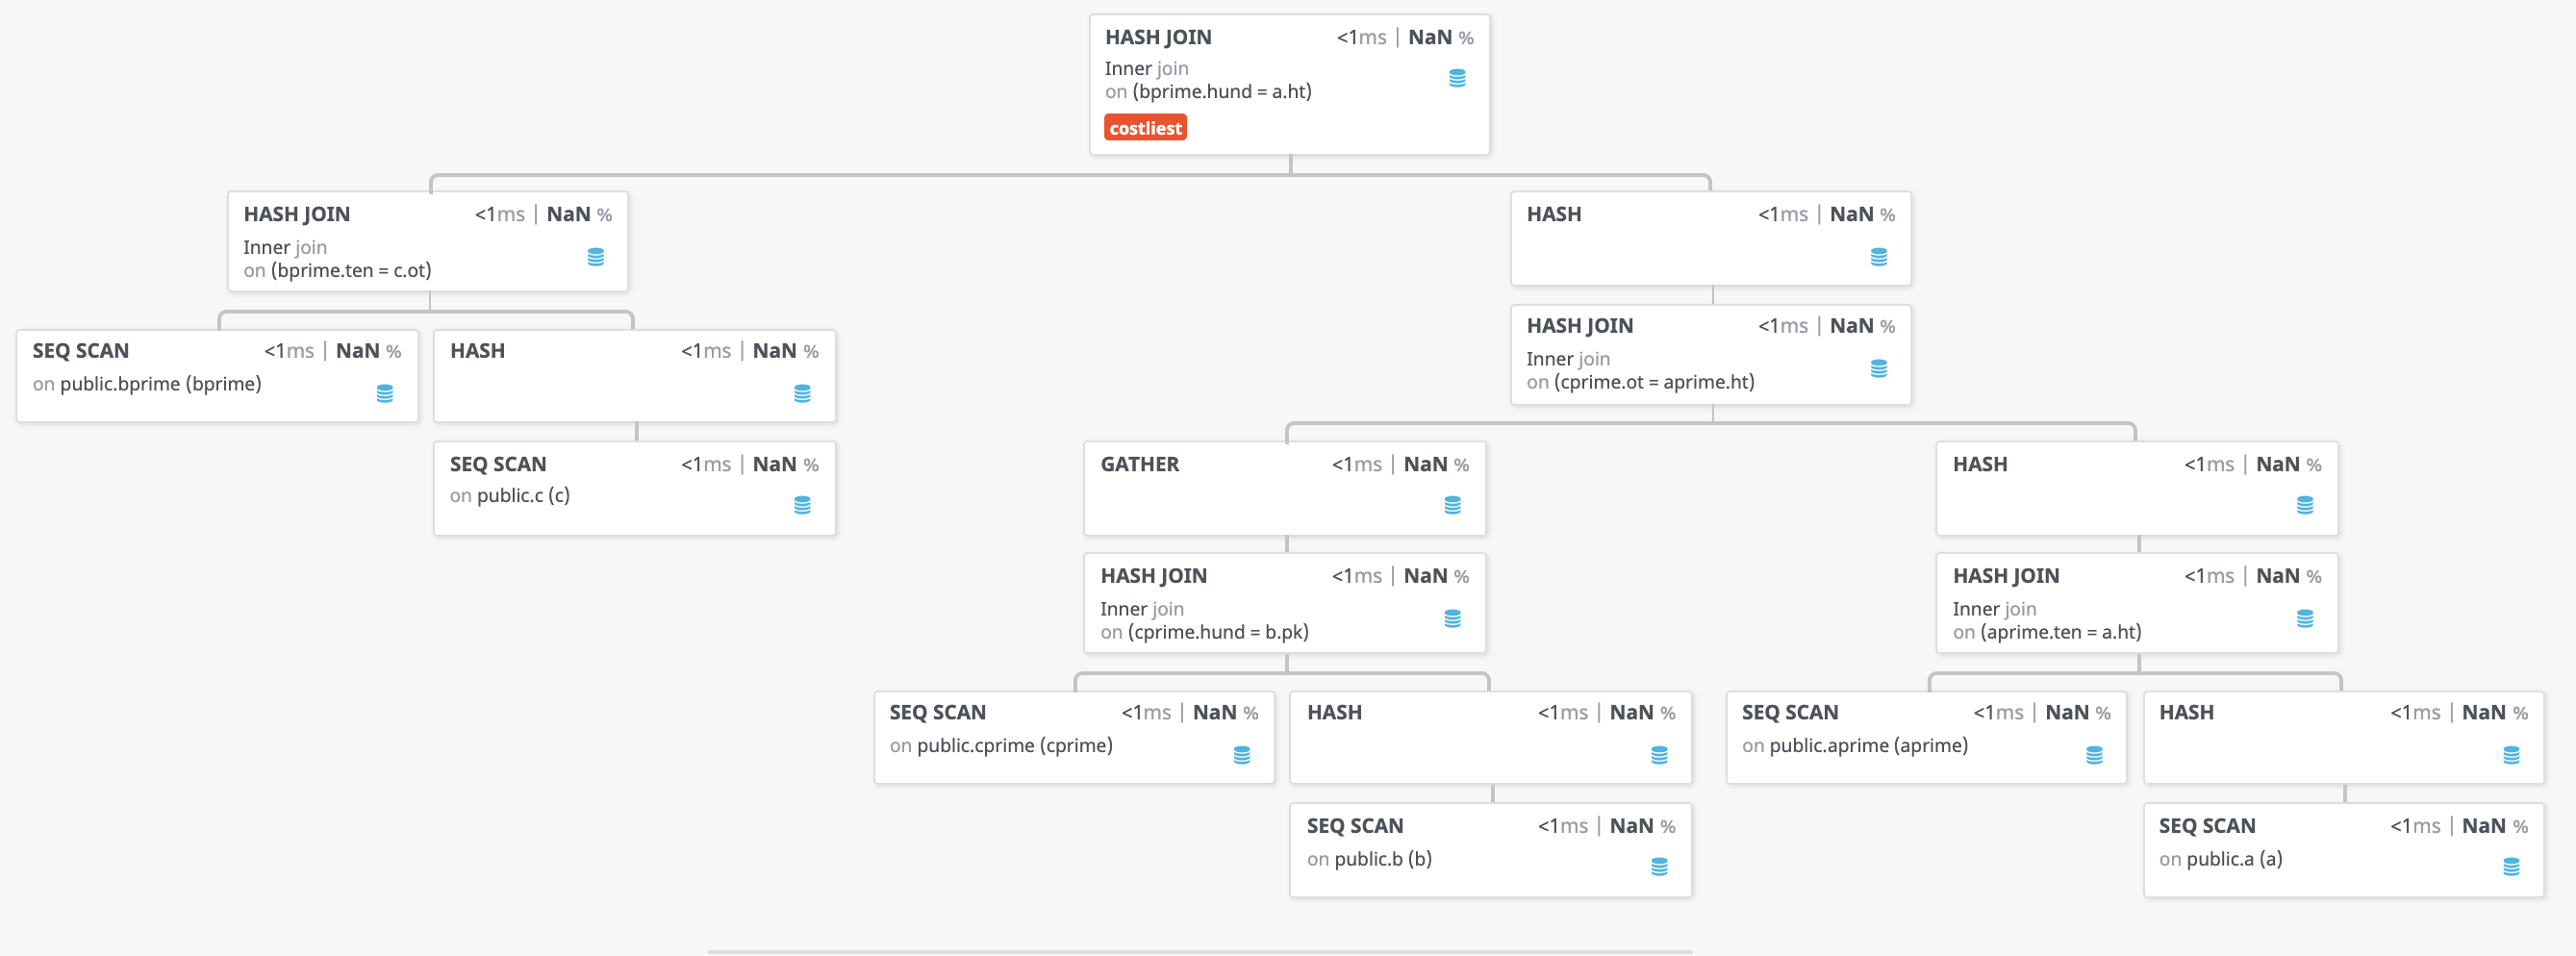 HASH JOIN <1ms | NaN %
Inner join
on (bprime.hund = a.ht)
costliest
HASH JOIN <1ms | NaN %
Inner join
on (bprime.ten = c.ot)
HASH <1ms | NaN %
SEQ SCAN <1ms | NaN %
on public.bprime (bprime)
HASH <1ms | NaN %
HASH JOIN <1ms | NaN %
Inner join
on (cprime.ot = aprime.ht)
SEQ SCAN <1ms | NaN %
on public.c (c)
GATHER <1ms | NaN %
HASH <1ms | NaN %
HASH JOIN <1ms | NaN %
Inner join
on (cprime.hund = b.pk)
HASH JOIN <1ms | NaN %
Inner join
on (aprime.ten = a.ht)
SEQ SCAN <1ms | NaN %
on public.cprime (cprime)
HASH <1ms | NaN %
SEQ SCAN <1ms | NaN %
on public.aprime (aprime)
HASH <1ms | NaN %
SEQ SCAN <1ms | NaN %
on public.b (b)
SEQ SCAN <1ms | NaN %
on public.a (a)